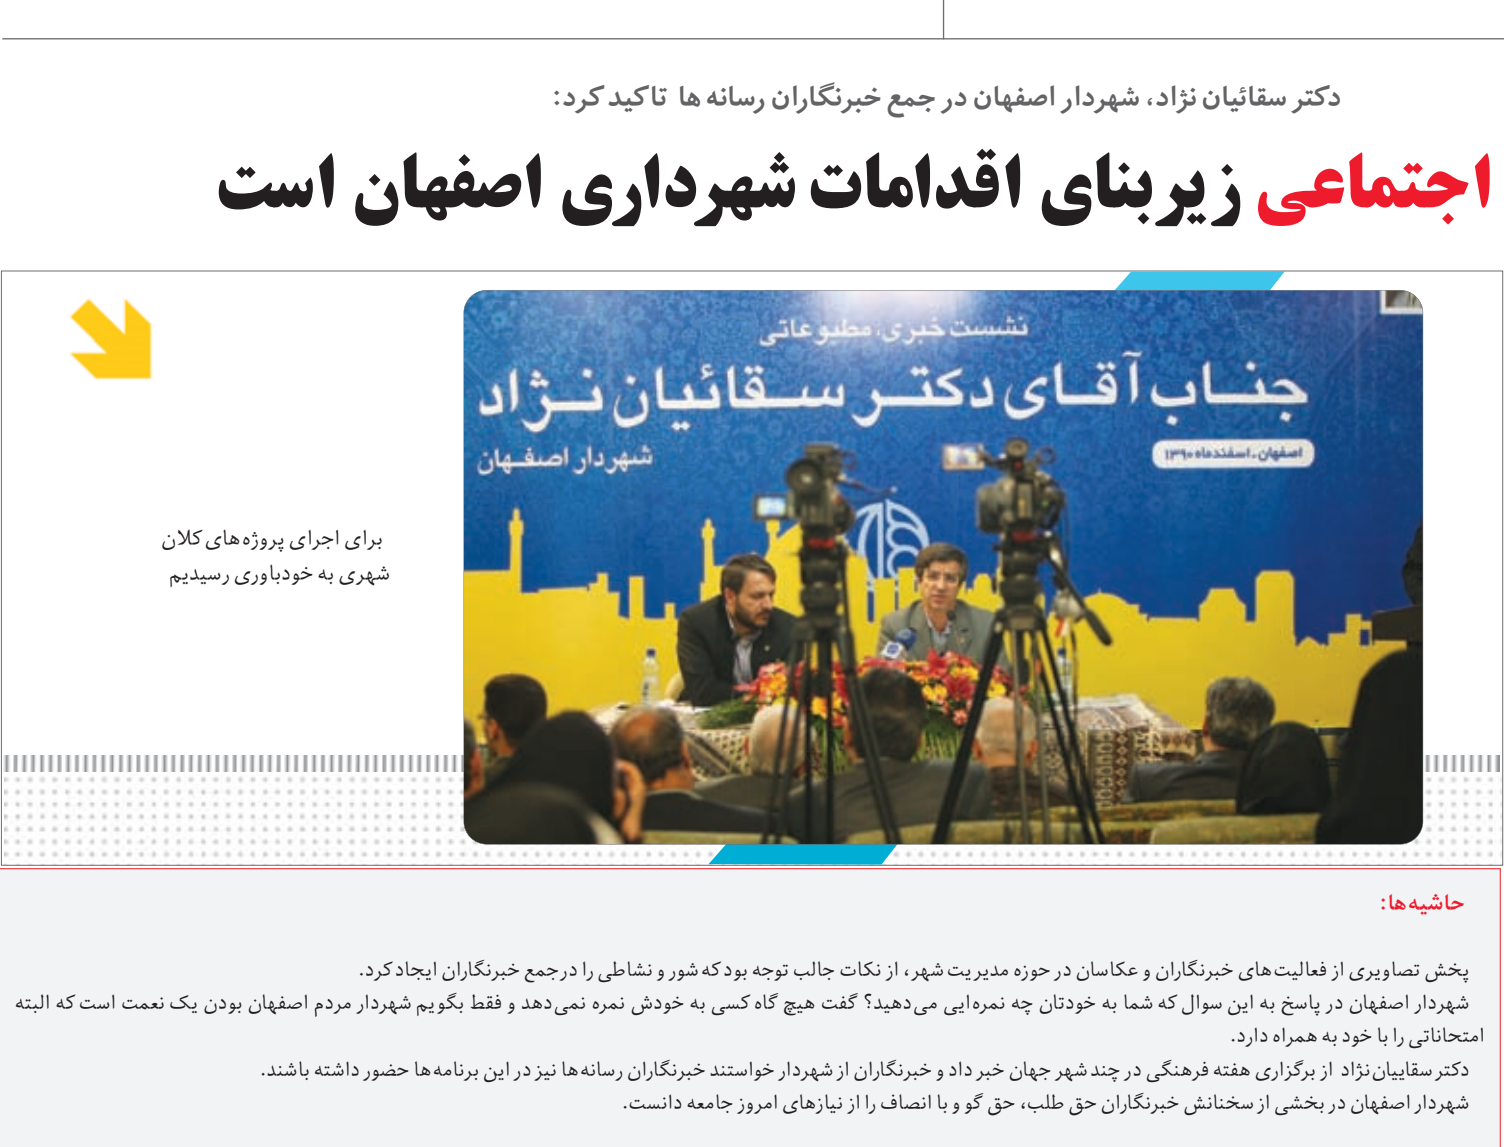 دکتر سقائیان نژاد، شهردار اصفهان در جمع خبرنگاران رسانه ها تاکید کرد:
اجتماعی زیربنای اقدامات شهرداری اصفهان است
نشست خبری، مطبوعاتی
جناب آقای دکتر سقائیان نژاد
شهردار اصفهان
اصفهان ـ اسفندماه ۱۳۹۰
برای اجرای پروژه‌های کلان
شهری به خودباوری رسیدیم
حاشیه‌ها:
پخش تصاویری از فعالیت‌های خبرنگاران و عکاسان در حوزه مدیریت شهر، از نکات جالب توجه بود که شور و نشاطی را در جمع خبرنگاران ایجاد کرد.
شهردار اصفهان در پاسخ به این سوال که شما به خودتان چه نمره‌ایی می‌دهید؟ گفت هیچ گاه کسی به خودش نمره نمی‌دهد و فقط بگویم شهردار مردم اصفهان بودن یک نعمت است که البته
امتحاناتی را با خود به همراه دارد.
دکتر سقاییان‌نژاد از برگزاری هفته فرهنگی در چند شهر جهان خبر داد و خبرنگاران از شهردار خواستند خبرنگاران رسانه‌ها نیز در این برنامه‌ها حضور داشته باشند.
شهردار اصفهان در بخشی از سخنانش خبرنگاران حق طلب، حق گو و با انصاف را از نیازهای امروز جامعه دانست.